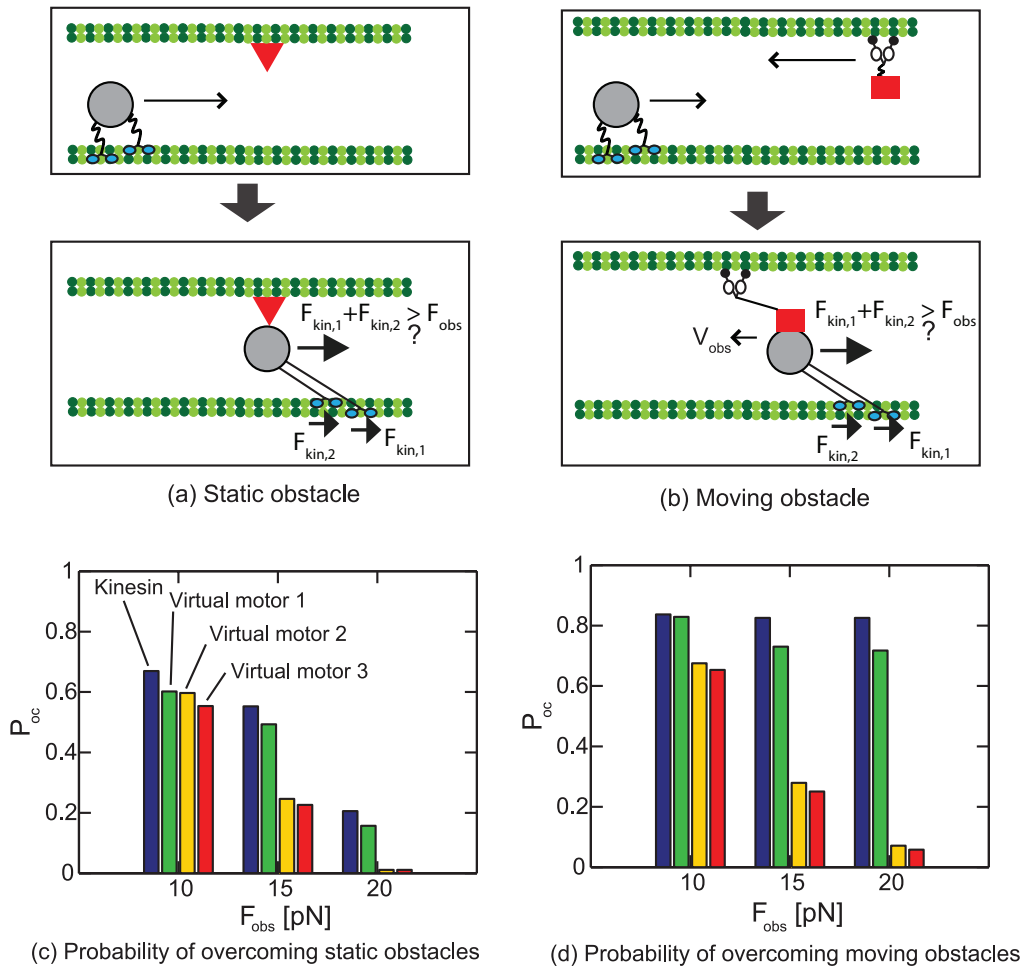 F_kin,1+F_kin,2 > F_obs
?
F_kin,2
F_kin,1
(a) Static obstacle
F_kin,1+F_kin,2 > F_obs
?
V_obs
F_kin,2
F_kin,1
(b) Moving obstacle
1
0.8
0.6
0.4
0.2
0
P_oc
Kinesin
Virtual motor 1
Virtual motor 2
Virtual motor 3
10
15
20
F_obs [pN]
(c) Probability of overcoming static obstacles
1
0.8
0.6
0.4
0.2
0
P_oc
10
15
20
F_obs [pN]
(d) Probability of overcoming moving obstacles